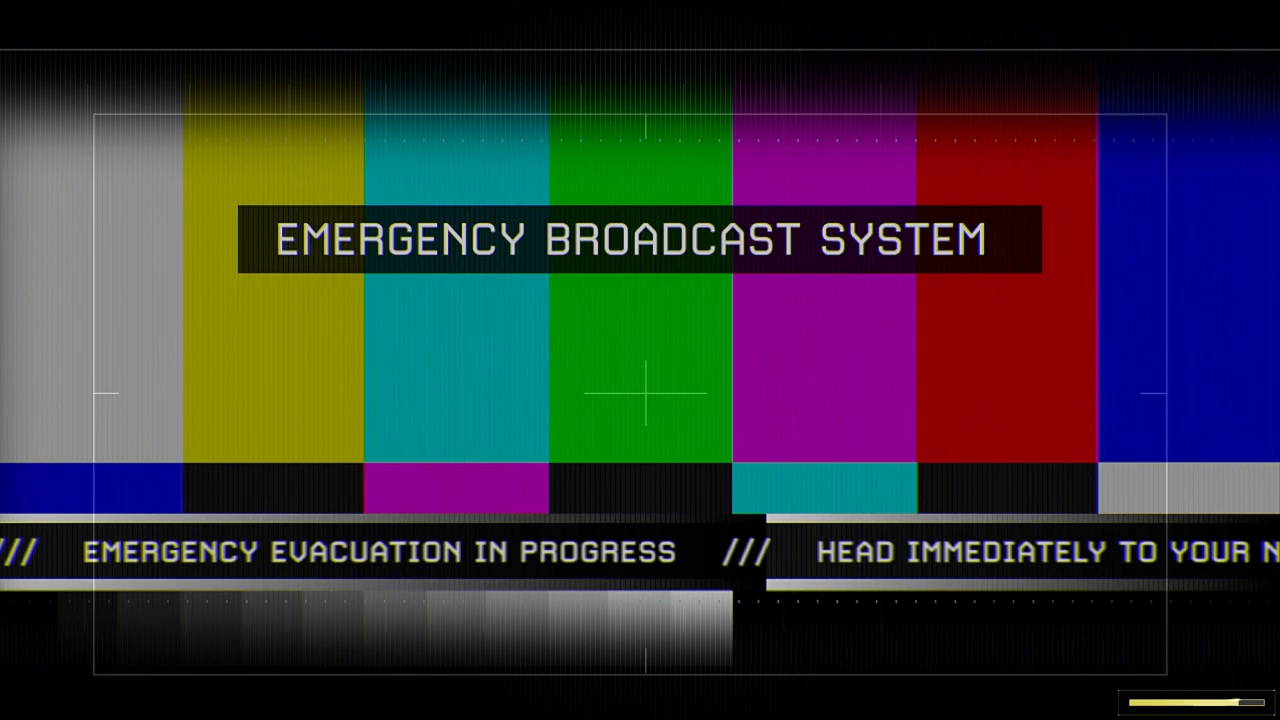 EMERGENCY BROADCAST SYSTEM
/// EMERGENCY EVACUATION IN PROGRESS /// HEAD IMMEDIATELY TO YOUR N